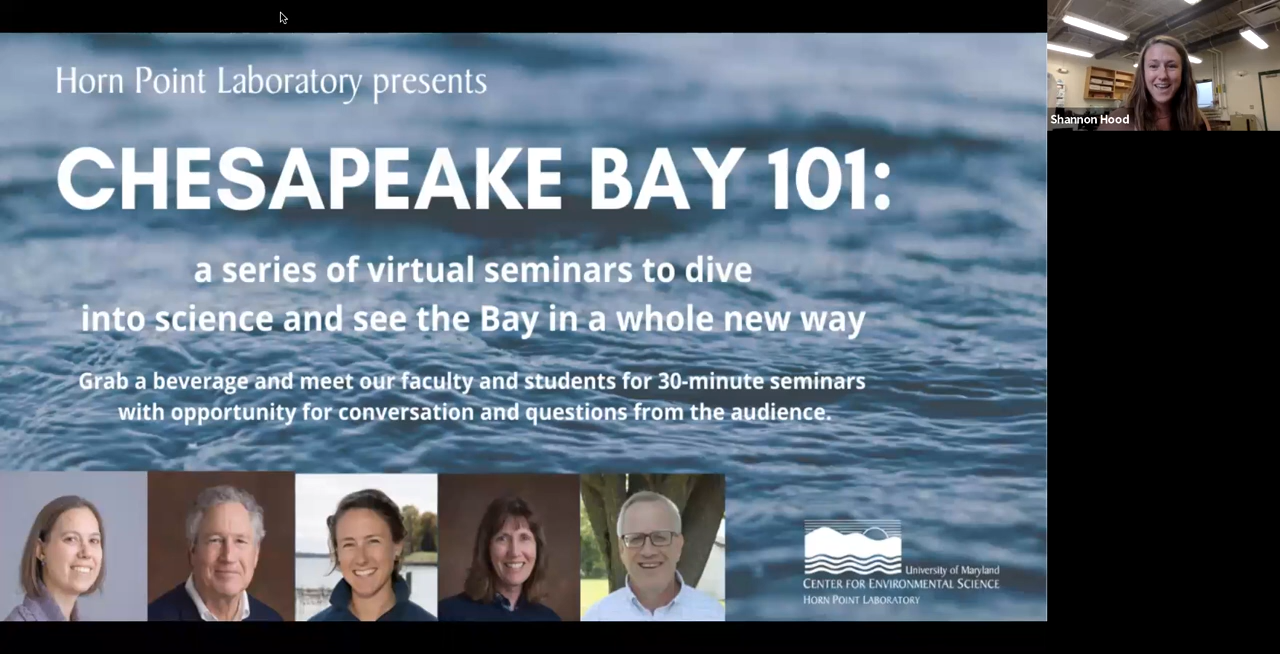 Horn Point Laboratory presents
CHESAPEAKE BAY 101:
a series of virtual seminars to dive
into science and see the Bay in a whole new way
Grab a beverage and meet our faculty and students for 30-minute seminars
with opportunity for conversation and questions from the audience.
University of Maryland
CENTER FOR ENVIRONMENTAL SCIENCE
HORN POINT LABORATORY
Shannon Hood